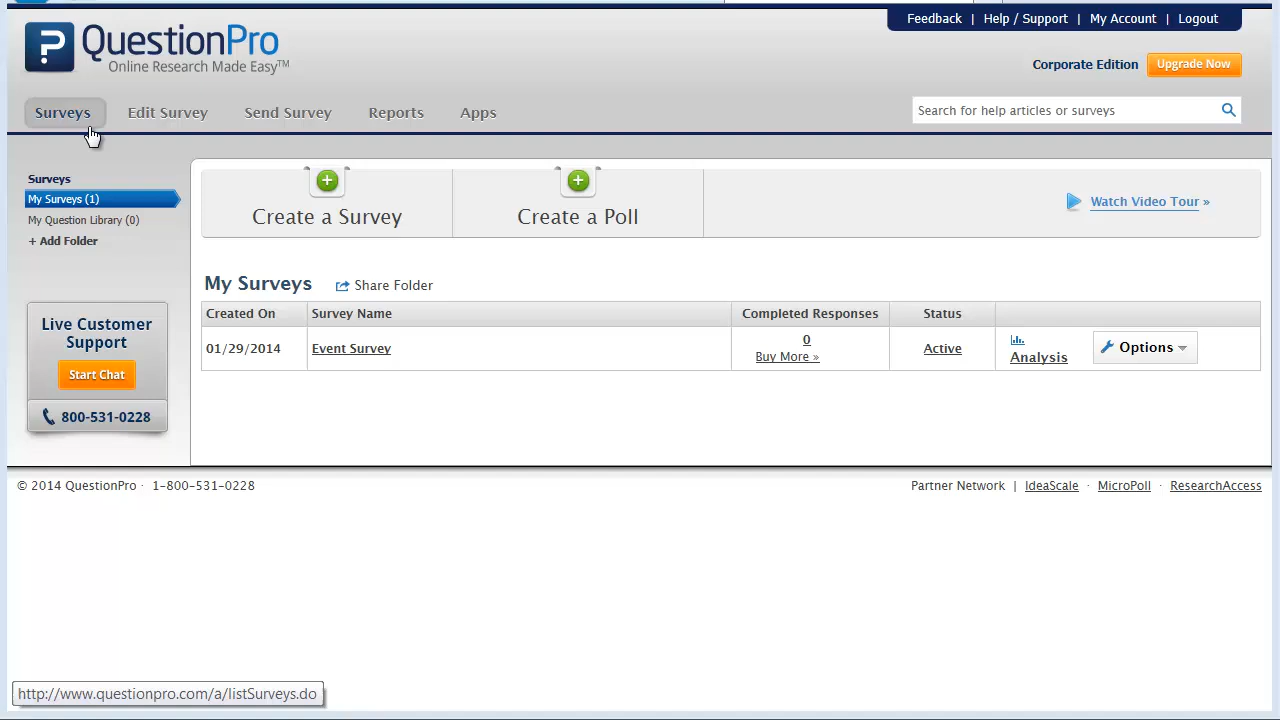 Feedback | Help / Support | My Account | Logout
QuestionPro
Online Research Made Easy™
Corporate Edition Upgrade Now
Surveys Edit Survey Send Survey Reports Apps
Search for help articles or surveys
Surveys
My Surveys (1)
My Question Library (0)
+ Add Folder
Live Customer
Support
Start Chat
800-531-0228
Create a Survey
Create a Poll
Watch Video Tour »
My Surveys Share Folder
Created On Survey Name Completed Responses Status
01/29/2014 Event Survey 0 Active Analysis Options
Buy More »
© 2014 QuestionPro · 1-800-531-0228
Partner Network | IdeaScale · MicroPoll · ResearchAccess
http://www.questionpro.com/a/listSurveys.do